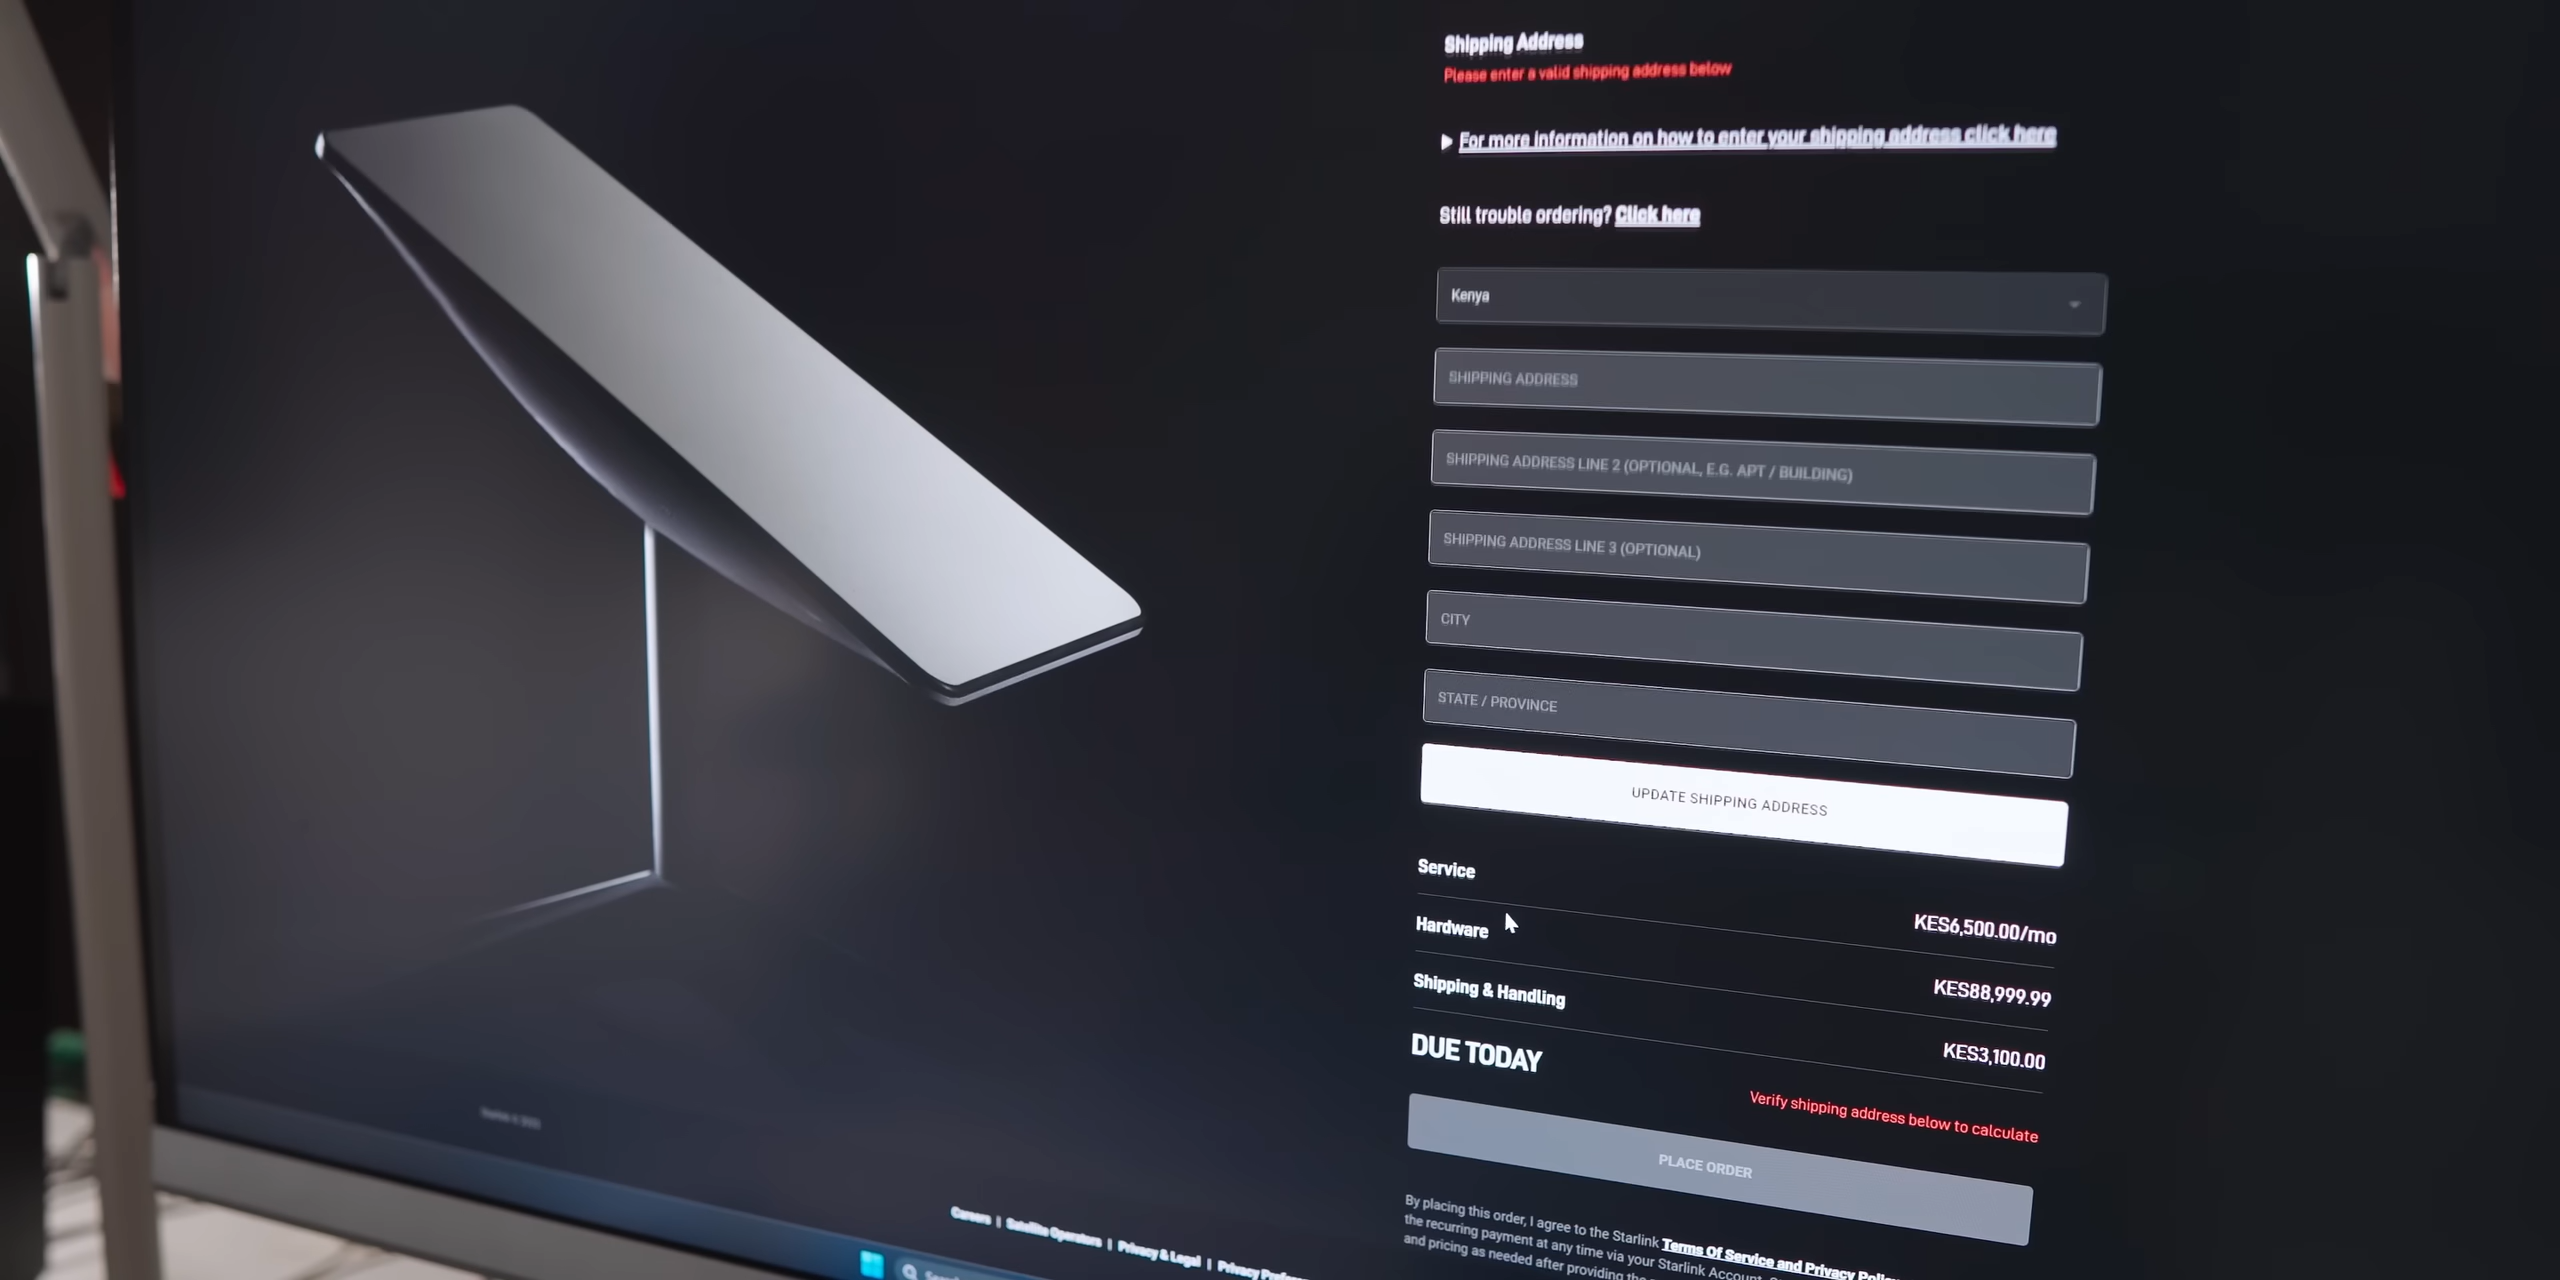 Shipping Address
Please enter a valid shipping address below
For more information on how to enter your shipping address click here
Still trouble ordering? Click here
Kenya
SHIPPING ADDRESS
SHIPPING ADDRESS LINE 2 (OPTIONAL, E.G. APT / BUILDING)
SHIPPING ADDRESS LINE 3 (OPTIONAL)
CITY
STATE / PROVINCE
UPDATE SHIPPING ADDRESS
Service KES6,500.00/mo
Hardware KES88,999.99
Shipping & Handling KES3,100.00
DUE TODAY
Verify shipping address below to calculate
PLACE ORDER
By placing this order, I agree to the Starlink Terms Of Service and Privacy
the recurring payment at any time via your Starlink Account.
and pricing as needed after providing
Careers | Satellite Operators | Privacy & Legal | Privacy